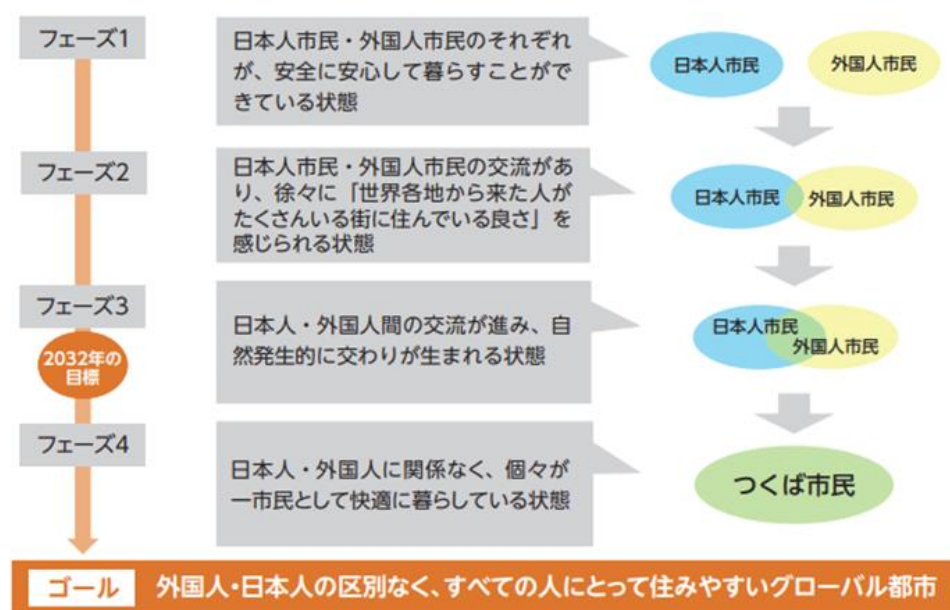 フェーズ1
日本人市民・外国人市民のそれぞれ
が、安全に安心して暮らすことがで
きている状態
日本人市民
外国人市民
フェーズ2
日本人市民・外国人市民の交流があ
り、徐々に「世界各地から来た人が
たくさんいる街に住んでいる良さ」を
感じられる状態
日本人市民
外国人市民
フェーズ3
2032年の
目標
日本人・外国人間の交流が進み、自
然発生的に交わりが生まれる状態
日本人市民
外国人市民
フェーズ4
日本人・外国人に関係なく、個々が
一市民として快適に暮らしている状態
つくば市民
ゴール 外国人・日本人の区別なく、すべての人にとって住みやすいグローバル都市